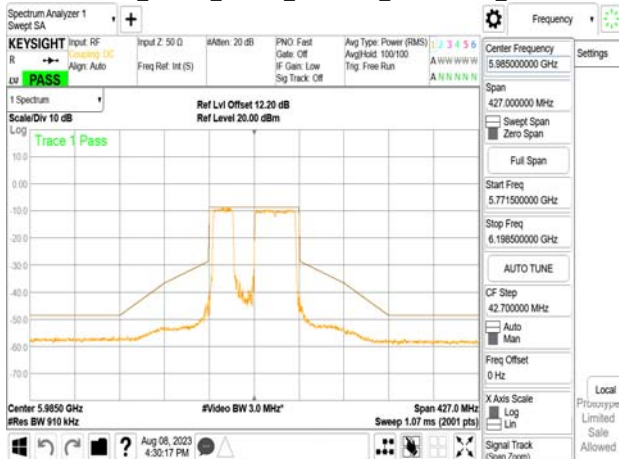 Spectrum Analyzer 1
Swept SA
+
Frequency
KEYSIGHT
R
LV
PASS
Input: RF
Coupling: DC
Align: Auto
Input Z: 50 Ω
Freq Ref: Int (S)
#Atten: 20 dB
PNO: Fast
Gate: Off
IF Gain: Low
Sig Track: Off
Avg Type: Power (RMS)
Avg|Hold: 100/100
Trig: Free Run
1 2 3 4 5 6
A W W W W W
A N N N N N
Center Frequency
5.985000000 GHz
Settings
Span
427.000000 MHz
Swept Span
Zero Span
Full Span
Start Freq
5.771500000 GHz
Stop Freq
6.198500000 GHz
AUTO TUNE
CF Step
42.700000 MHz
Auto
Man
Freq Offset
0 Hz
X Axis Scale
Log
Lin
Signal Track
(Span Zoom)
Local
Prototype
Limited
Sale
Allowed
1 Spectrum
Scale/Div 10 dB
Ref Lvl Offset 12.20 dB
Ref Level 20.00 dBm
Log
Trace 1 Pass
10.0
0.00
-10.0
-20.0
-30.0
-40.0
-50.0
-60.0
-70.0
Center 5.9850 GHz
#Res BW 910 kHz
#Video BW 3.0 MHz*
Span 427.0 MHz
Sweep 1.07 ms (2001 pts)
?
Aug 08, 2023
4:30:17 PM